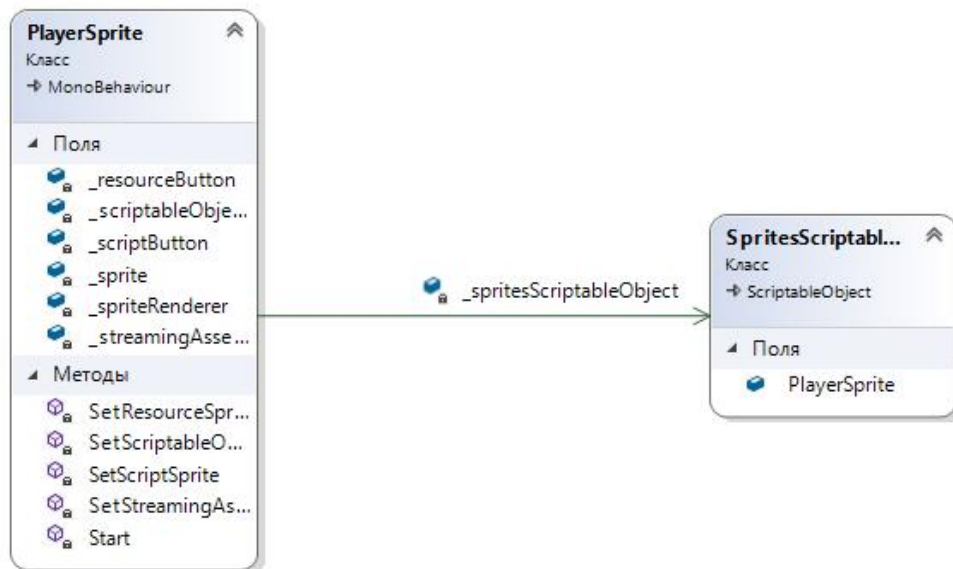 PlayerSprite
Класс
MonoBehaviour
Поля
_resourceButton
_scriptableObje...
_scriptButton
_sprite
_spriteRenderer
_streamingAsse...
Методы
SetResourceSpr...
SetScriptableO...
SetScriptSprite
SetStreamingAs...
Start
_spritesScriptableObject
SpritesScriptabl...
Класс
ScriptableObject
Поля
PlayerSprite